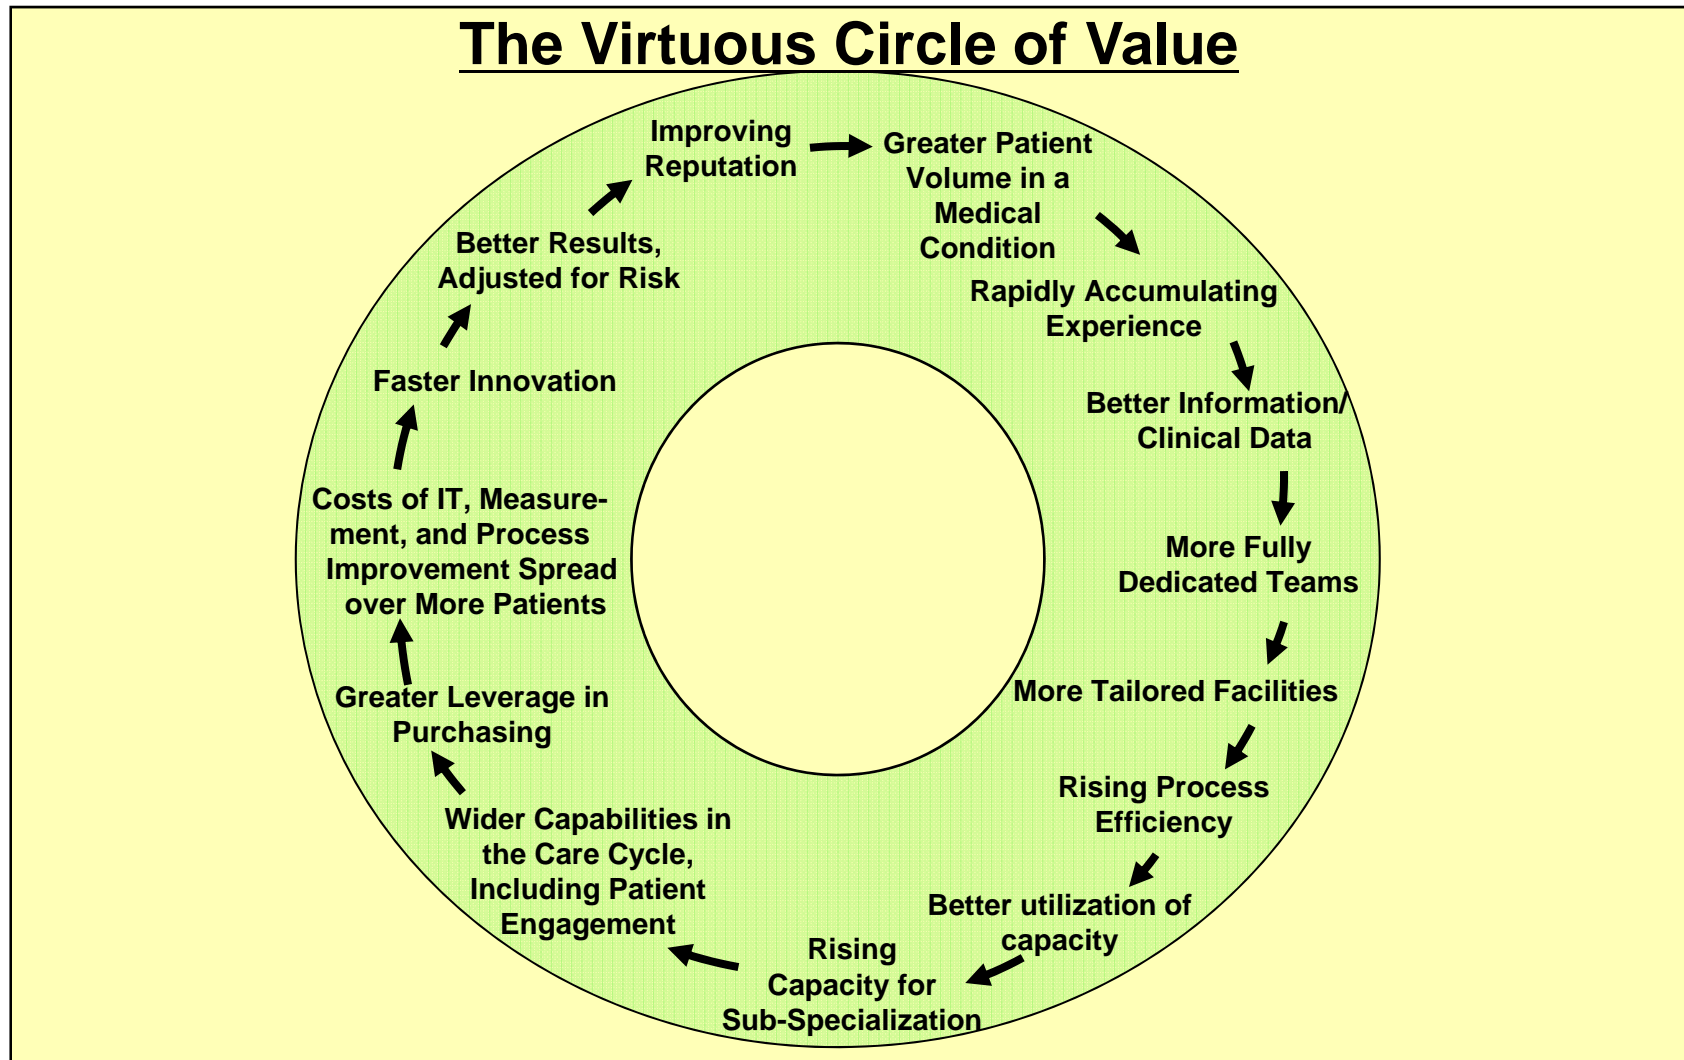 The Virtuous Circle of Value
Improving
Reputation
Greater Patient
Volume in a
Medical
Condition
Rapidly Accumulating
Experience
Better Information/
Clinical Data
More Fully
Dedicated Teams
More Tailored Facilities
Rising Process
Efficiency
Better utilization of
capacity
Rising
Capacity for
Sub-Specialization
Wider Capabilities in
the Care Cycle,
Including Patient
Engagement
Greater Leverage in
Purchasing
Costs of IT, Measure-
ment, and Process
Improvement Spread
over More Patients
Faster Innovation
Better Results,
Adjusted for Risk